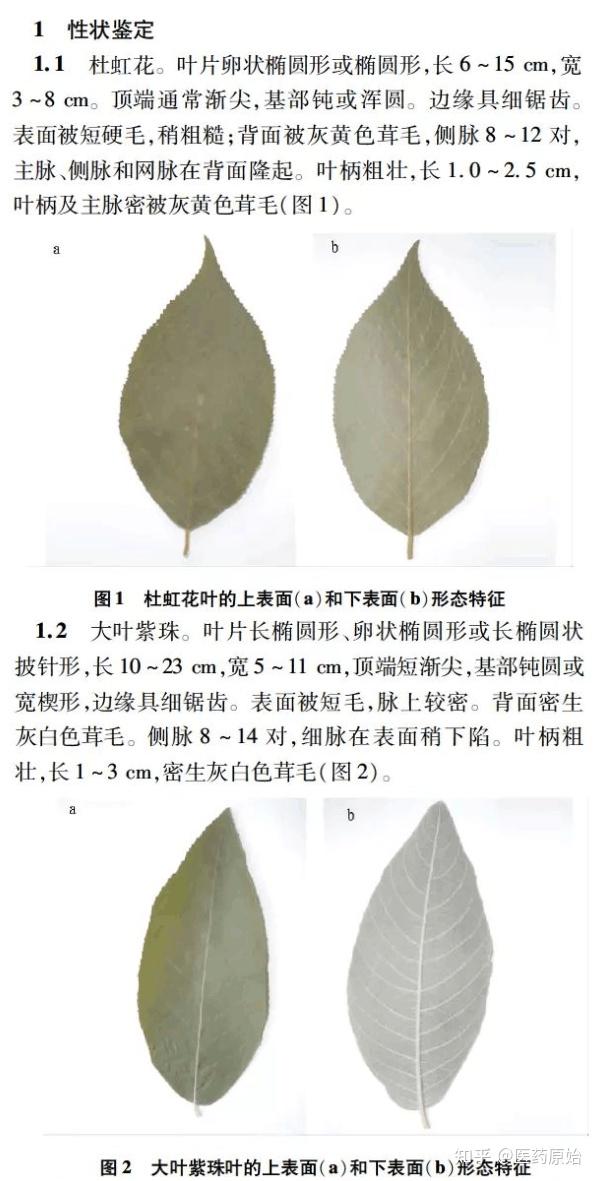 1 性状鉴定
1.1 杜虹花。叶片卵状椭圆形或椭圆形,长 6~15 cm,宽
3~8 cm。顶端通常渐尖,基部钝或浑圆。边缘具细锯齿。
表面被短硬毛,稍粗糙;背面被灰黄色茸毛,侧脉 8~12 对,
主脉、侧脉和网脉在背面隆起。叶柄粗壮,长 1.0~2.5 cm,
叶柄及主脉密被灰黄色茸毛(图 1)。
a
b
图 1 杜虹花叶的上表面(a)和下表面(b)形态特征
1.2 大叶紫珠。叶片长椭圆形、卵状椭圆形或长椭圆状
披针形,长 10~23 cm,宽 5~11 cm,顶端短渐尖,基部钝圆或
宽楔形,边缘具细锯齿。表面被短毛,脉上较密。背面密生
灰白色茸毛。侧脉 8~14 对,细脉在表面稍下陷。叶柄粗
壮,长 1~3 cm,密生灰白色茸毛(图 2)。
a
b
知乎 @医药原始
图 2 大叶紫珠叶的上表面(a)和下表面(b)形态特征